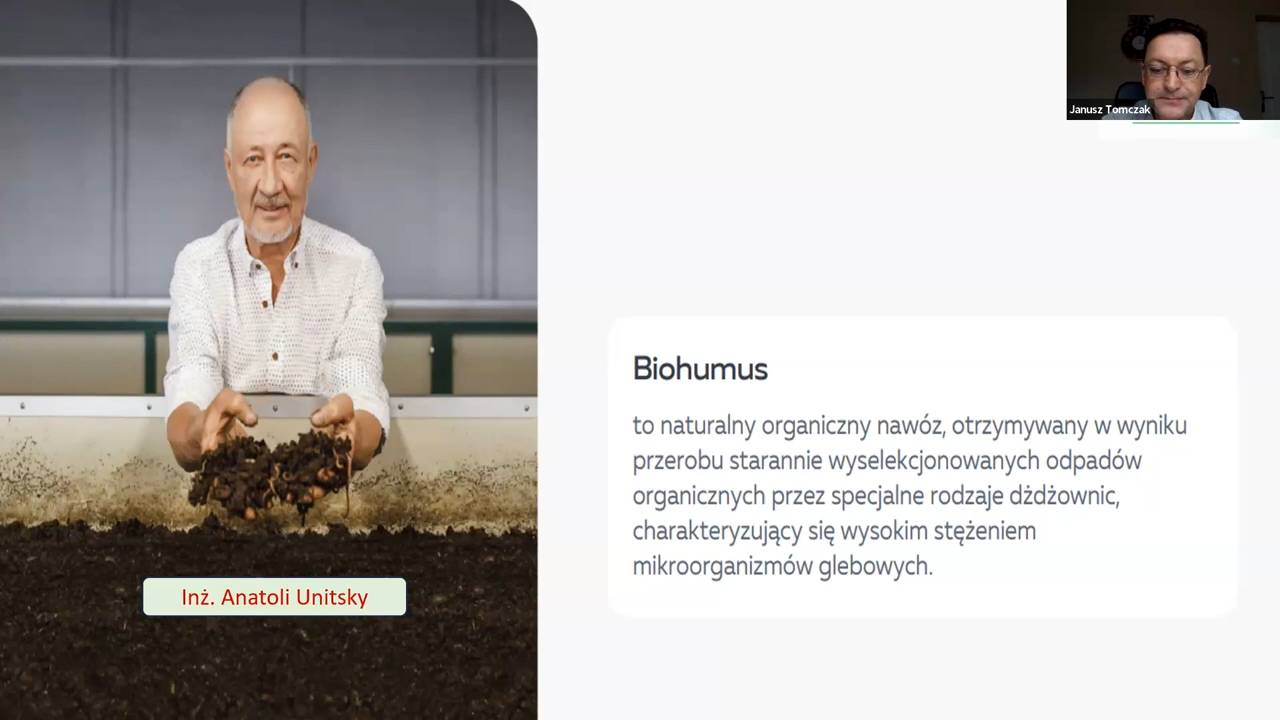 Janusz Tomczak
Biohumus
to naturalny organiczny nawóz, otrzymywany w wyniku
przerobu starannie wyselekcjonowanych odpadów
organicznych przez specjalne rodzaje dżdżownic,
charakteryzujący się wysokim stężeniem
mikroorganizmów glebowych.
Inż. Anatoli Unitsky